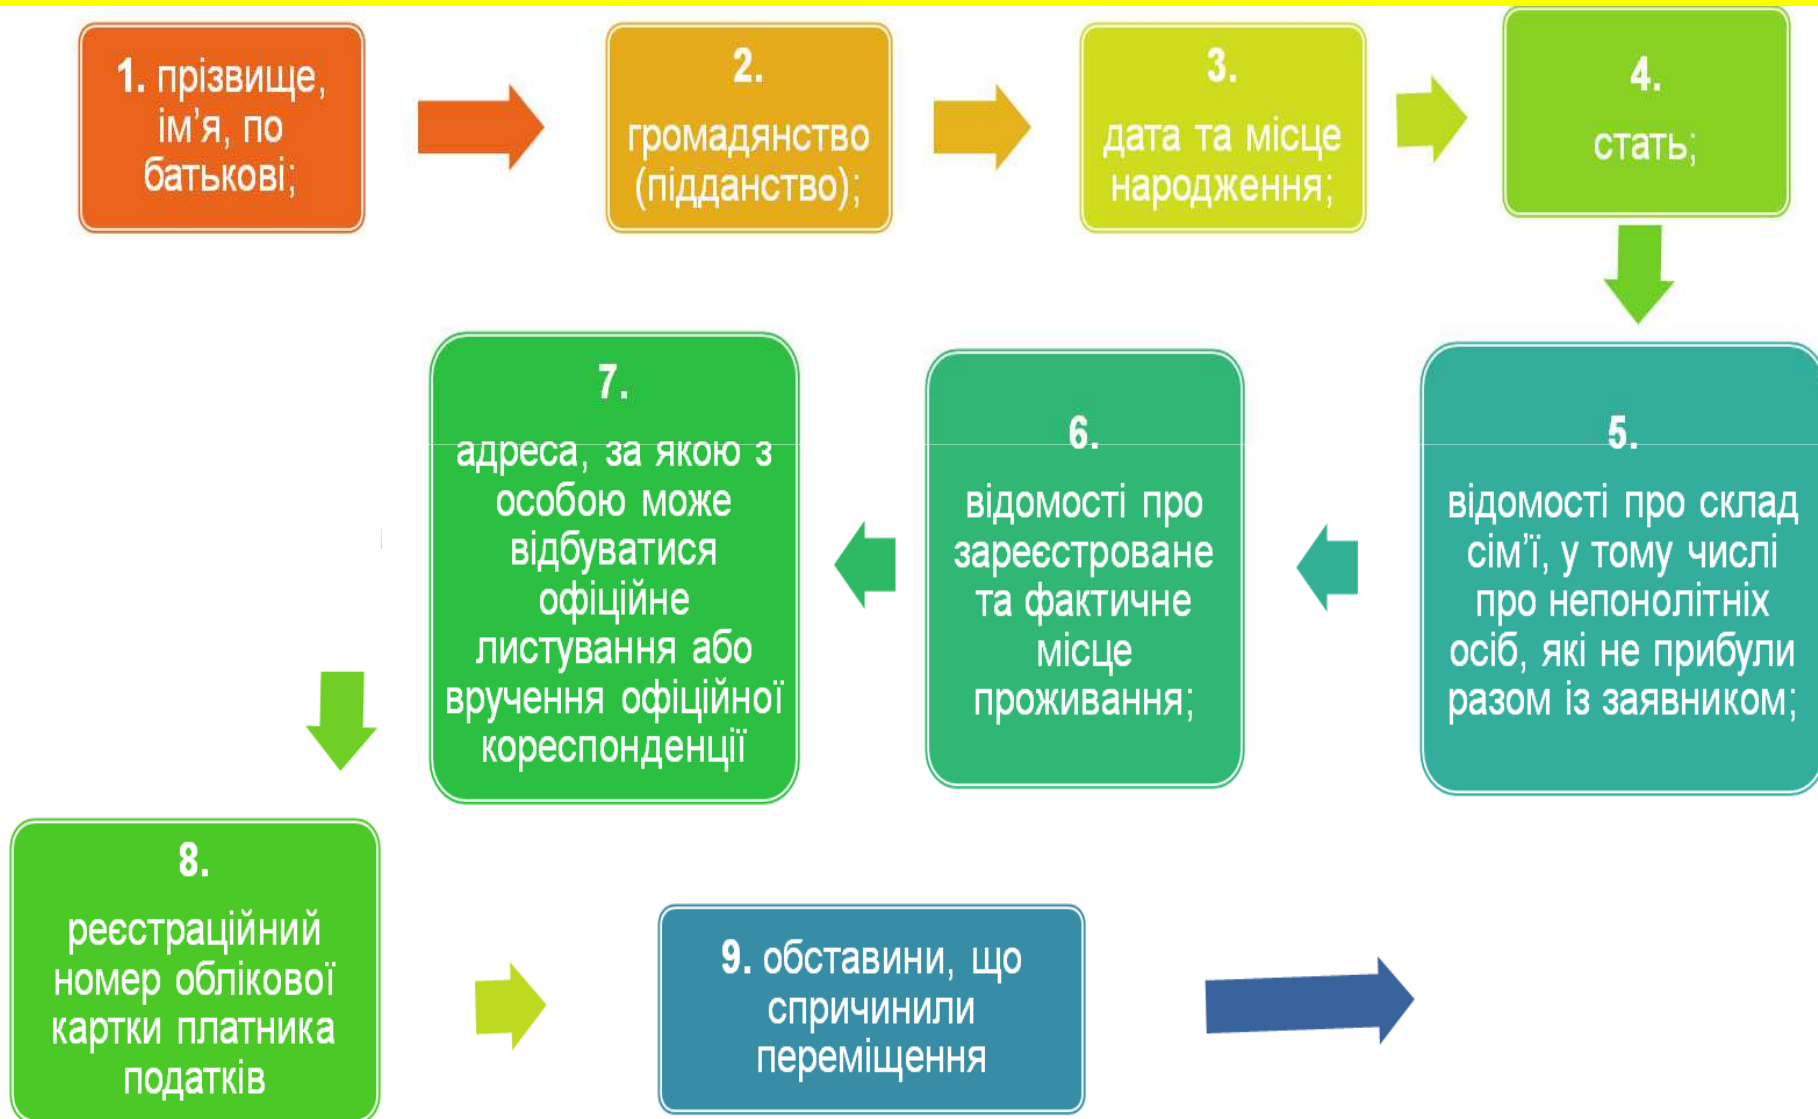 1. прізвище,
ім’я, по
батькові;
2.
громадянство
(підданство);
3.
дата та місце
народження;
4.
стать;
5.
відомості про склад
сім’ї, у тому числі
про непонолітніх
осіб, які не прибули
разом із заявником;
6.
відомості про
зареєстроване
та фактичне
місце
проживання;
7.
адреса, за якою з
особою може
відбуватися
офіційне
листування або
вручення офіційної
кореспонденції
8.
реєстраційний
номер облікової
картки платника
податків
9. обставини, що
спричинили
переміщення